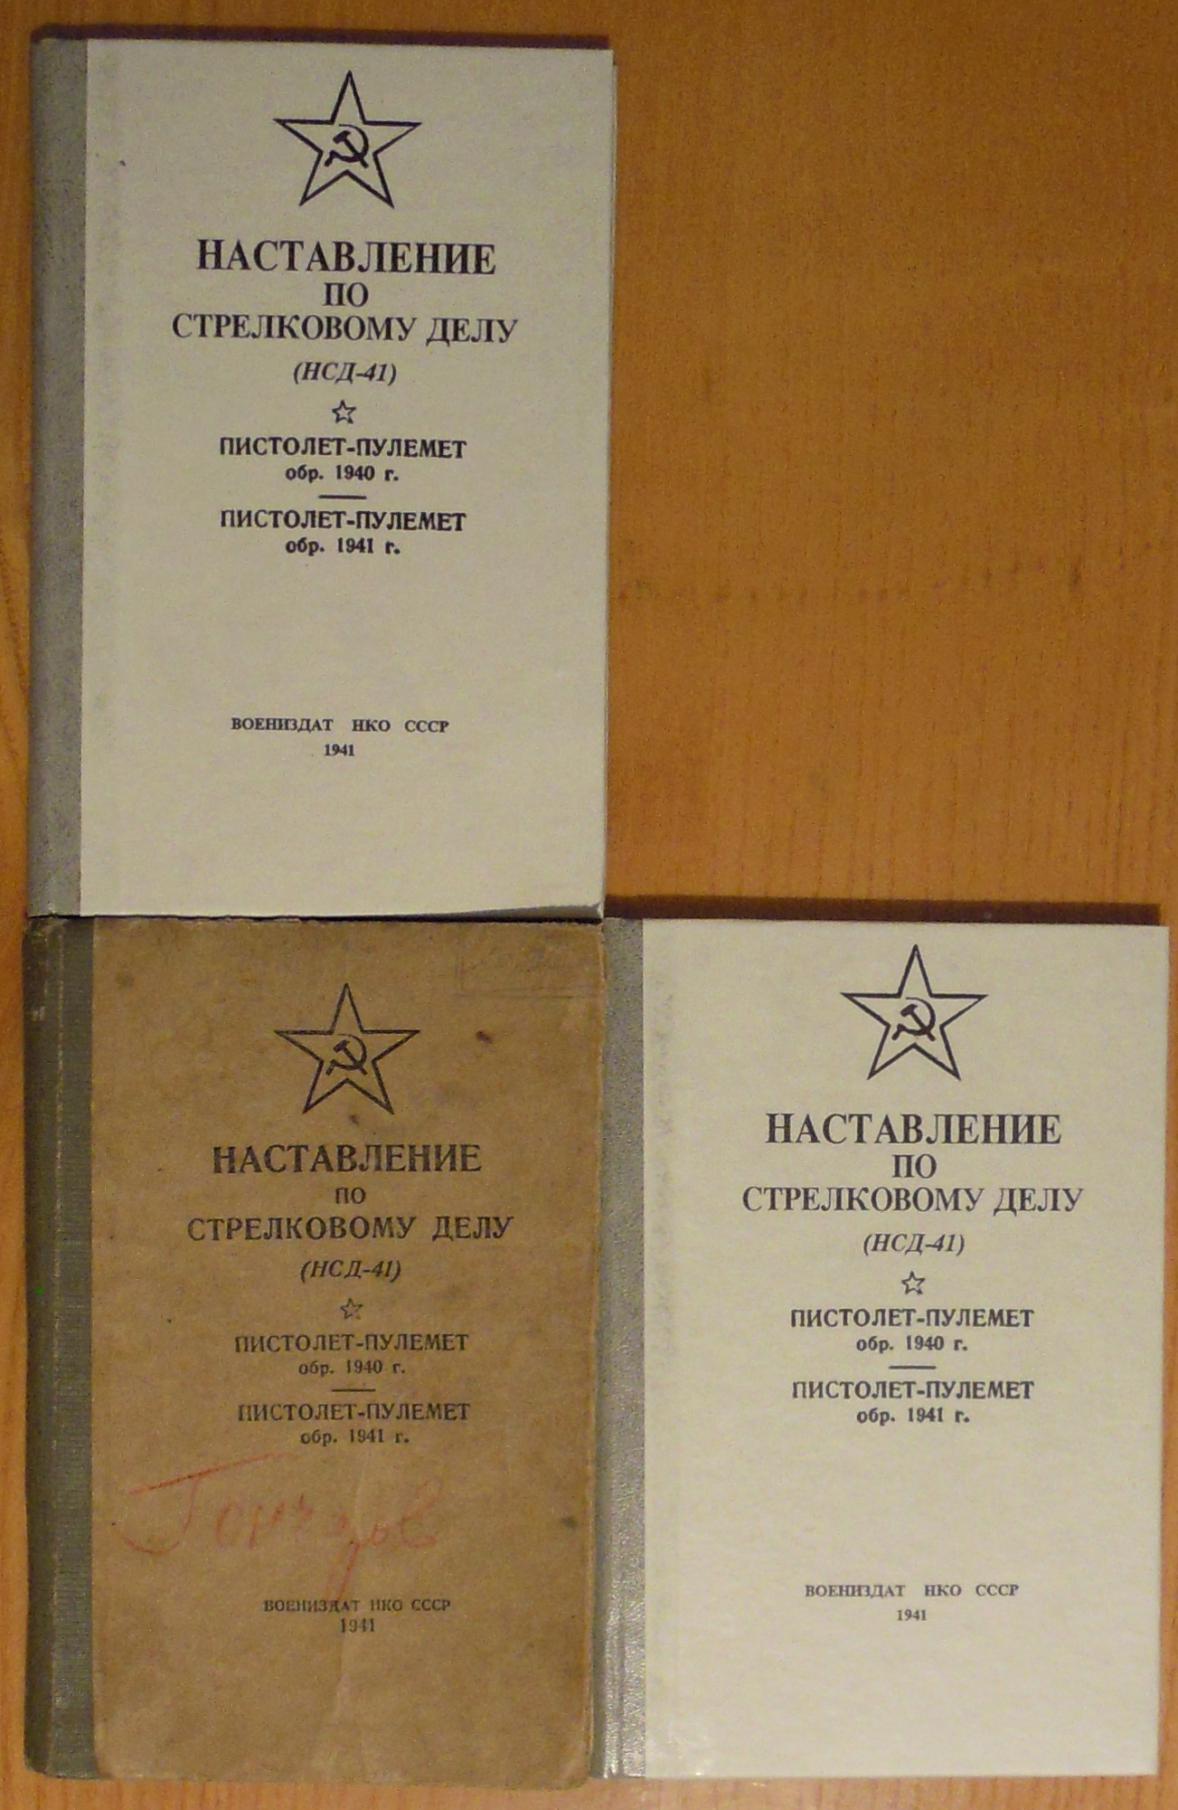 НАСТАВЛЕНИЕ
ПО
СТРЕЛКОВОМУ ДЕЛУ
(НСД-41)
ПИСТОЛЕТ-ПУЛЕМЕТ
обр. 1940 г.
ПИСТОЛЕТ-ПУЛЕМЕТ
обр. 1941 г.
ВОЕНИЗДАТ НКО СССР
1941
НАСТАВЛЕНИЕ
ПО
СТРЕЛКОВОМУ ДЕЛУ
(НСД-41)
ПИСТОЛЕТ-ПУЛЕМЕТ
обр. 1940 г.
ПИСТОЛЕТ-ПУЛЕМЕТ
обр. 1941 г.
ВОЕНИЗДАТ НКО СССР
1941
НАСТАВЛЕНИЕ
ПО
СТРЕЛКОВОМУ ДЕЛУ
(НСД-41)
ПИСТОЛЕТ-ПУЛЕМЕТ
обр. 1940 г.
ПИСТОЛЕТ-ПУЛЕМЕТ
обр. 1941 г.
ВОЕНИЗДАТ НКО СССР
1941